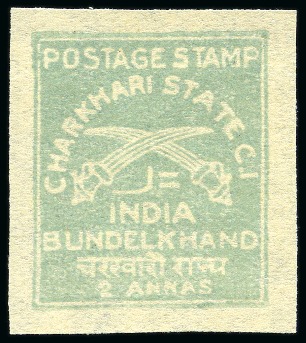 POSTAGE STAMP
CHARKHARI STATE C.I
INDIA
BUNDELKHAND
चरखारी राज्य
2 ANNAS